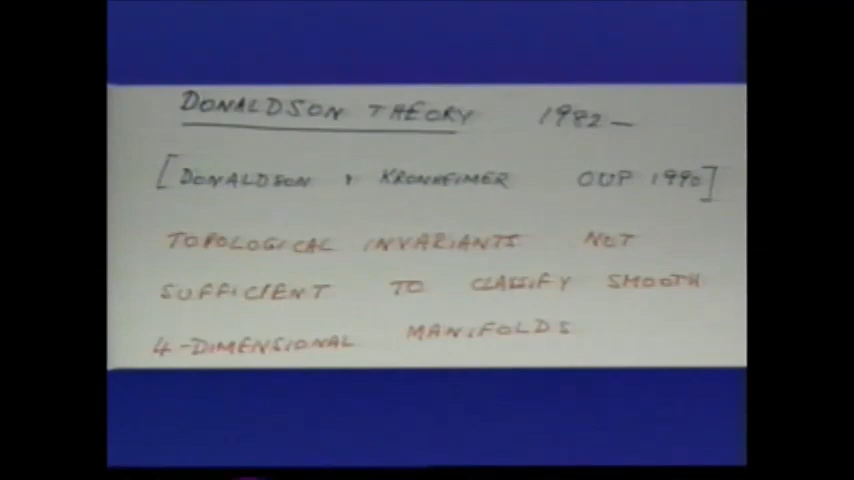 DONALDSON THEORY 1982 —
[DONALDSON + KRONHEIMER OUP 1990]
TOPOLOGICAL INVARIANTS NOT
SUFFICIENT TO CLASSIFY SMOOTH
4-DIMENSIONAL MANIFOLDS